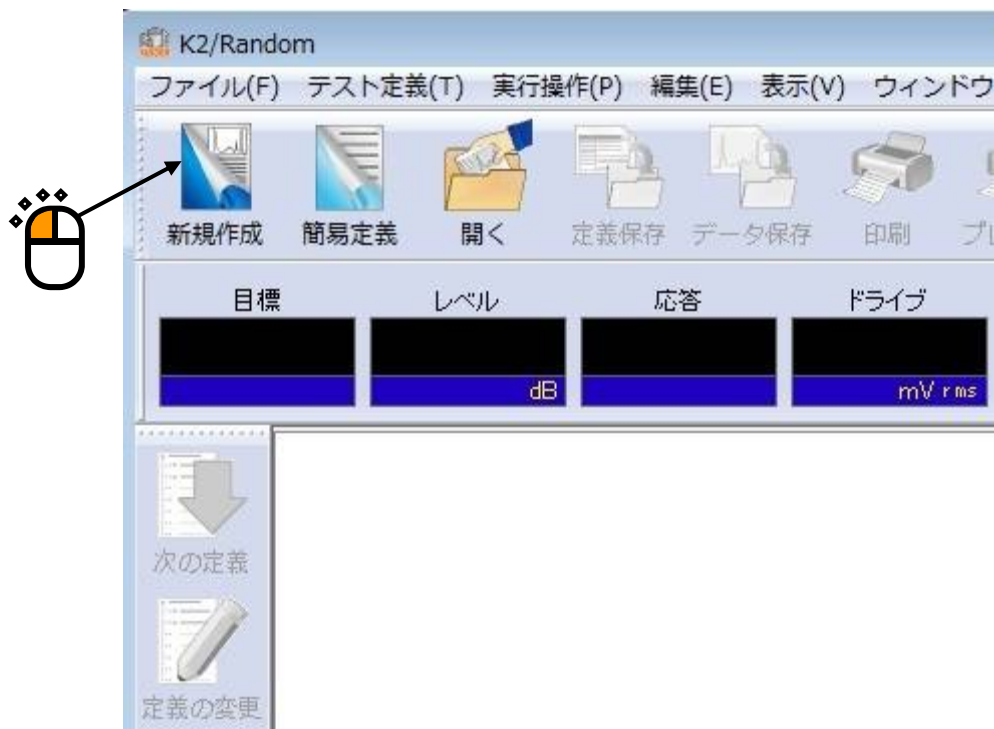 K2/Random
ファイル(F) テスト定義(T) 実行操作(P) 編集(E) 表示(V) ウィンドウ
新規作成 簡易定義 開く 定義保存 データ保存 印刷 プレ
目標 レベル 応答 ドライブ
dB mV rms
次の定義
定義の変更